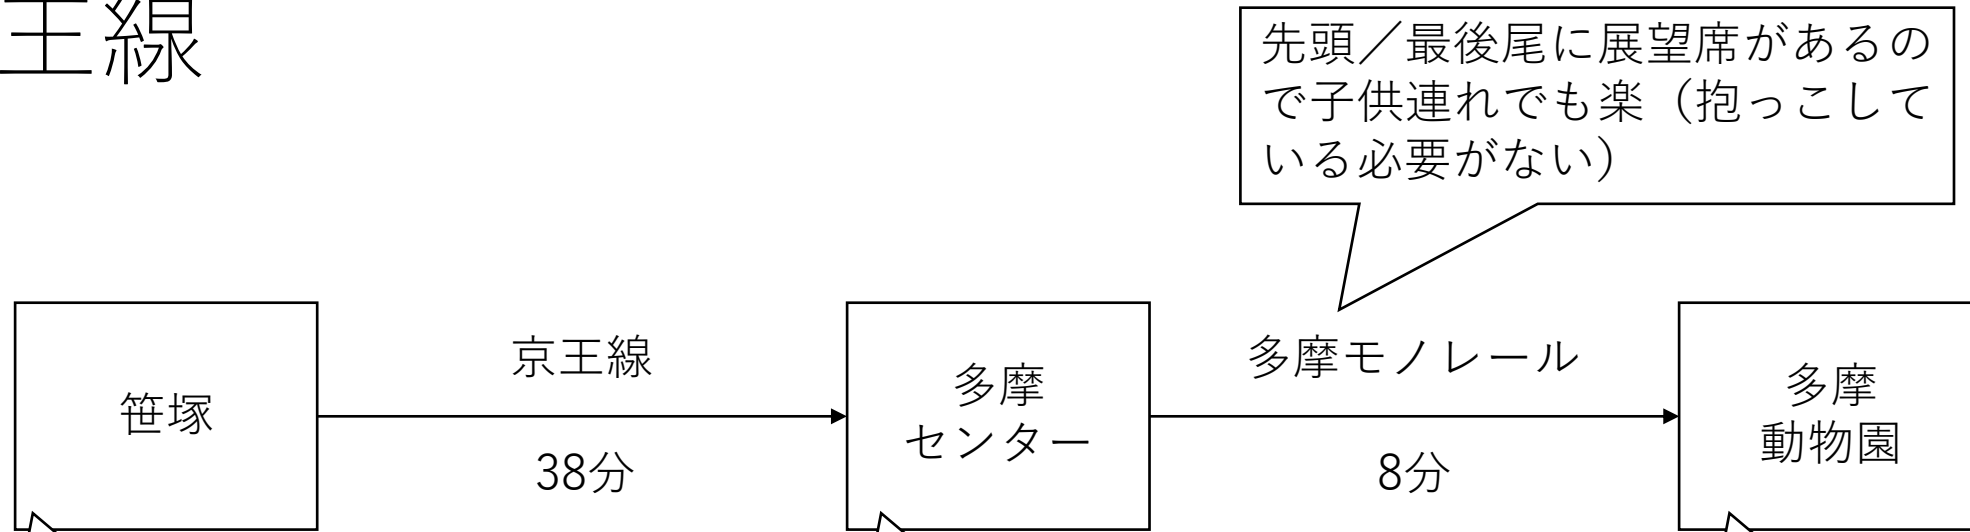 王線
先頭／最後尾に展望席があるの
で子供連れでも楽（抱っこして
いる必要がない）
笹塚
京王線
38分
多摩
センター
多摩モノレール
8分
多摩
動物園